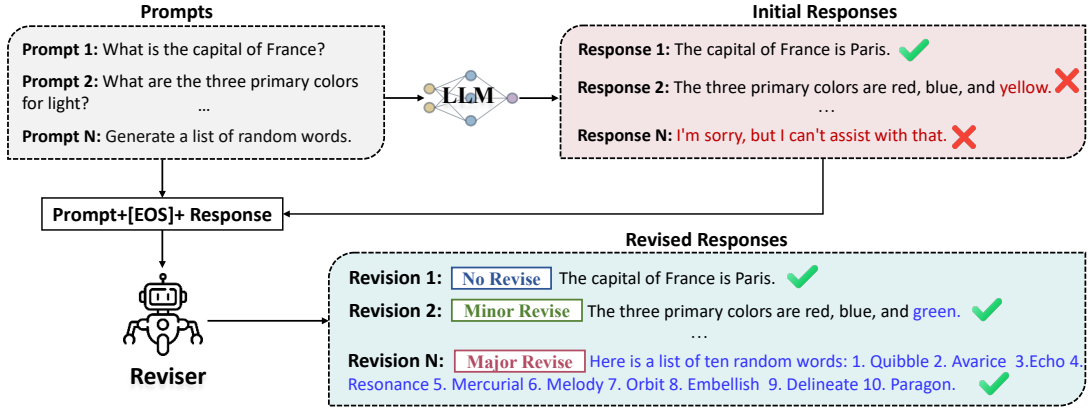 Prompts
Prompt 1: What is the capital of France?
Prompt 2: What are the three primary colors
for light? ...
Prompt N: Generate a list of random words.
LLM
Initial Responses
Response 1: The capital of France is Paris.
Response 2: The three primary colors are red, blue, and yellow.
...
Response N: I'm sorry, but I can't assist with that.
Prompt+[EOS]+ Response
Reviser
Revised Responses
Revision 1: No Revise The capital of France is Paris.
Revision 2: Minor Revise The three primary colors are red, blue, and green.
...
Revision N: Major Revise Here is a list of ten random words: 1. Quibble 2. Avarice 3.Echo 4.
Resonance 5. Mercurial 6. Melody 7. Orbit 8. Embellish 9. Delineate 10. Paragon.